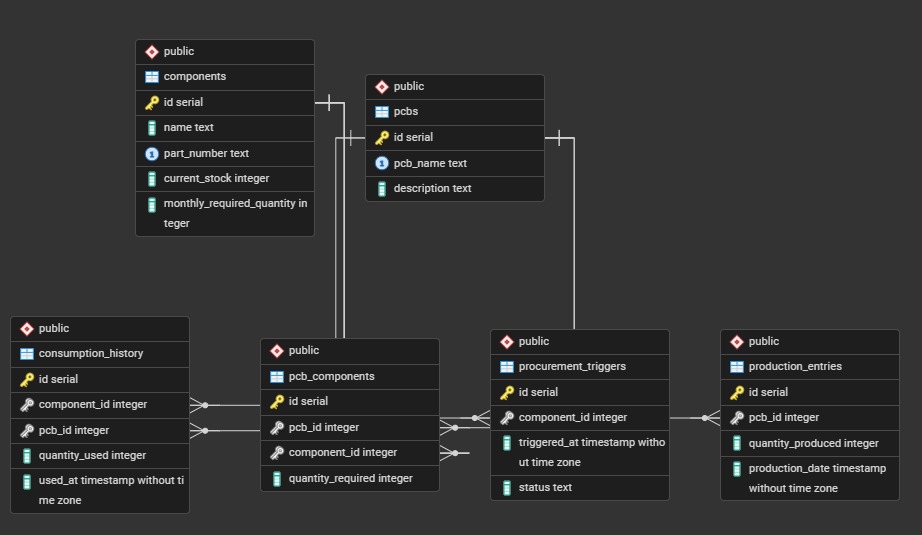 public
components
id serial
name text
part_number text
current_stock integer
monthly_required_quantity in
teger
public
pcbs
id serial
1 pcb_name text
description text
public
consumption_history
id serial
component_id integer
pcb_id integer
quantity_used integer
used_at timestamp without ti
me zone
public
pcb_components
id serial
pcb_id integer
component_id integer
quantity_required integer
public
procurement_triggers
id serial
component_id integer
triggered_at timestamp witho
ut time zone
status text
public
production_entries
id serial
pcb_id integer
quantity_produced integer
production_date timestamp
without time zone